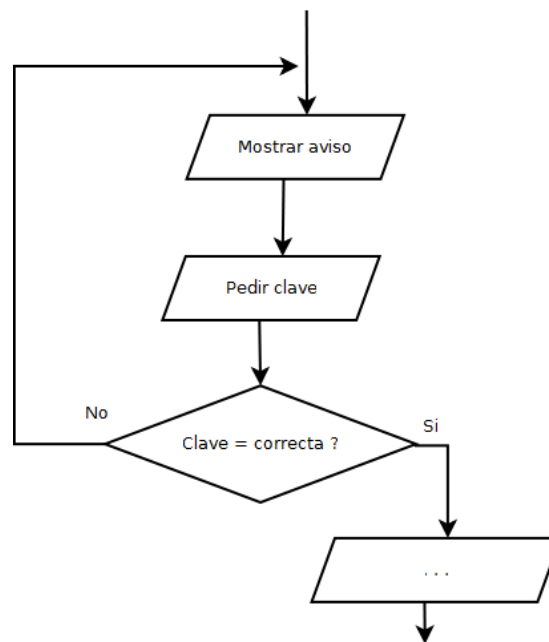 Mostrar aviso
Pedir clave
No
Si
Clave = correcta ?
. . .